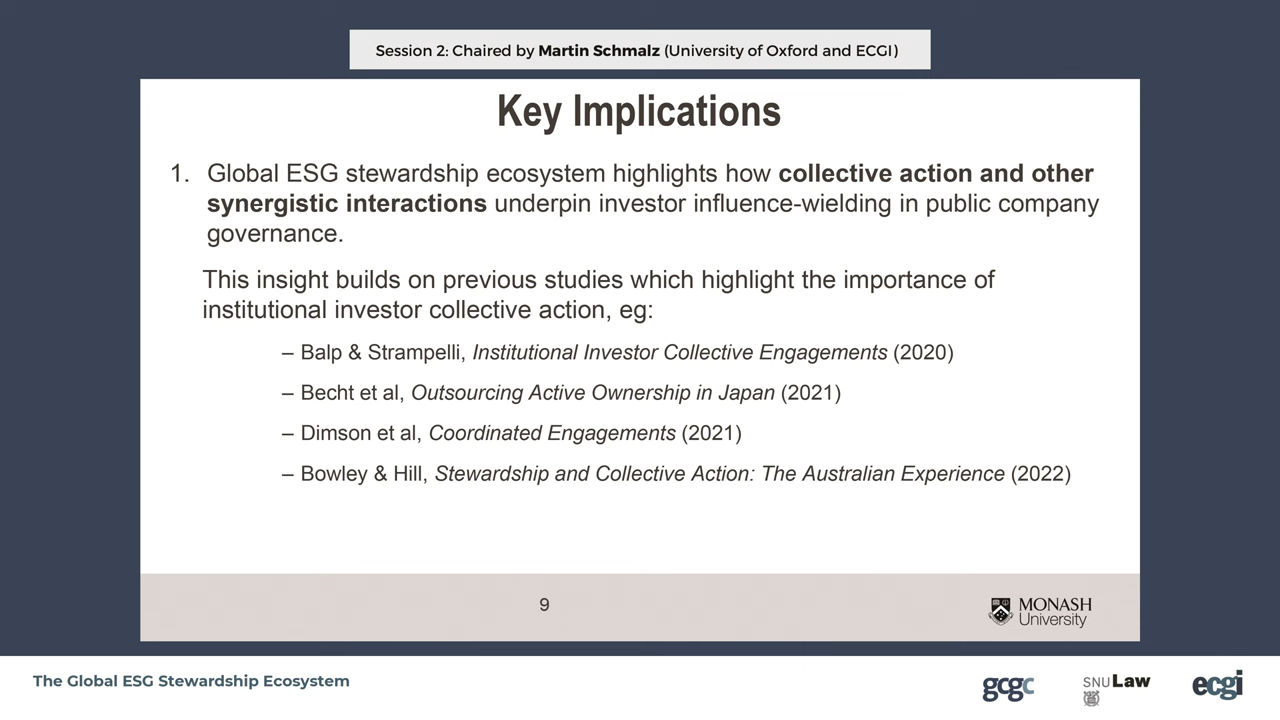 Session 2: Chaired by Martin Schmalz (University of Oxford and ECGI)
Key Implications
1. Global ESG stewardship ecosystem highlights how collective action and other
synergistic interactions underpin investor influence-wielding in public company
governance.
This insight builds on previous studies which highlight the importance of
institutional investor collective action, eg:
– Balp & Strampelli, Institutional Investor Collective Engagements (2020)
– Becht et al, Outsourcing Active Ownership in Japan (2021)
– Dimson et al, Coordinated Engagements (2021)
– Bowley & Hill, Stewardship and Collective Action: The Australian Experience (2022)
9
MONASH
University
The Global ESG Stewardship Ecosystem
gcgc
SNU Law
ecgi